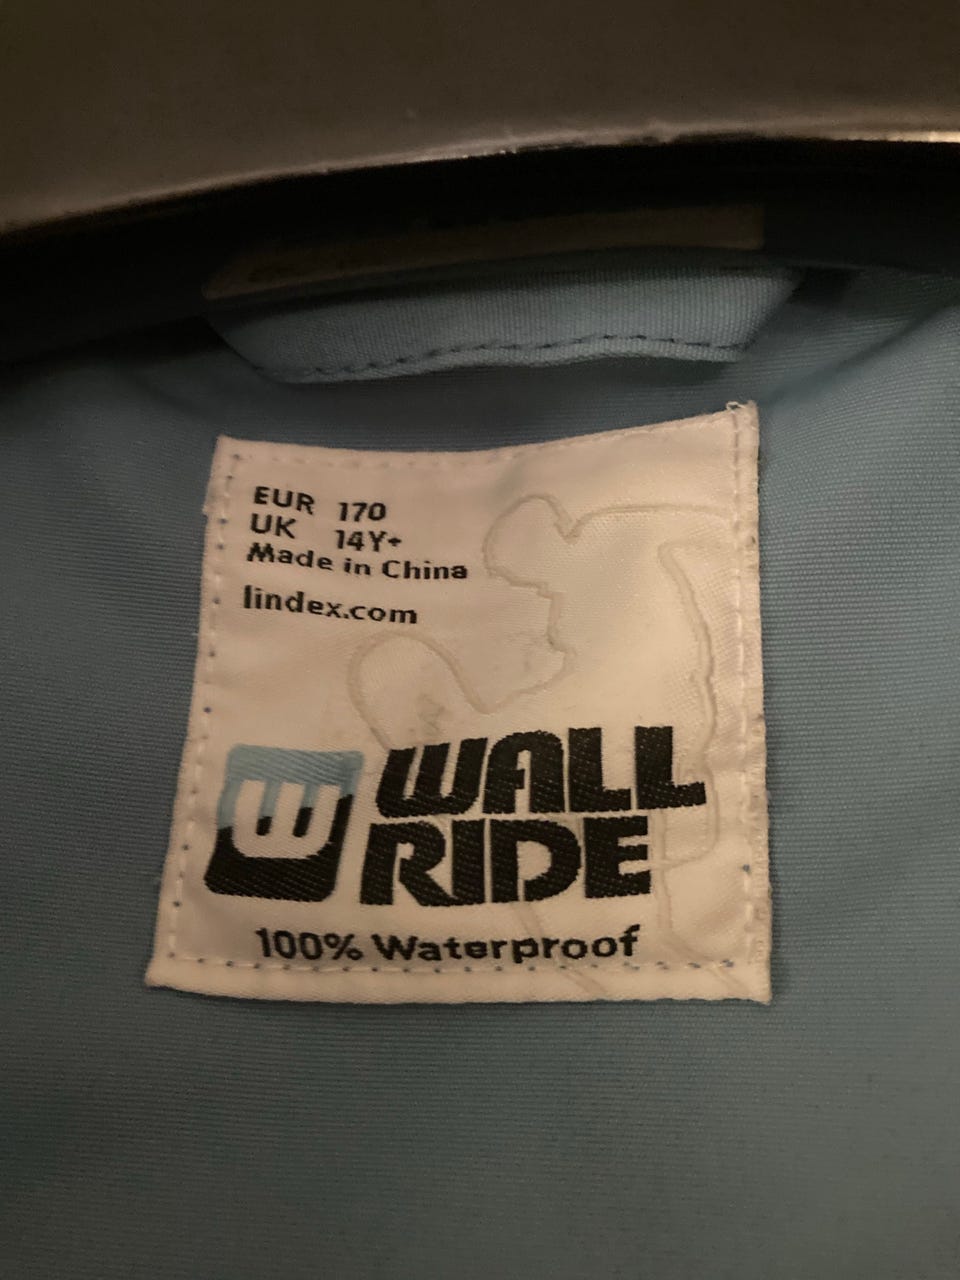 EUR 170
UK 14Y+
Made in China
lindex.com
W WALL
RIDE
100% Waterproof